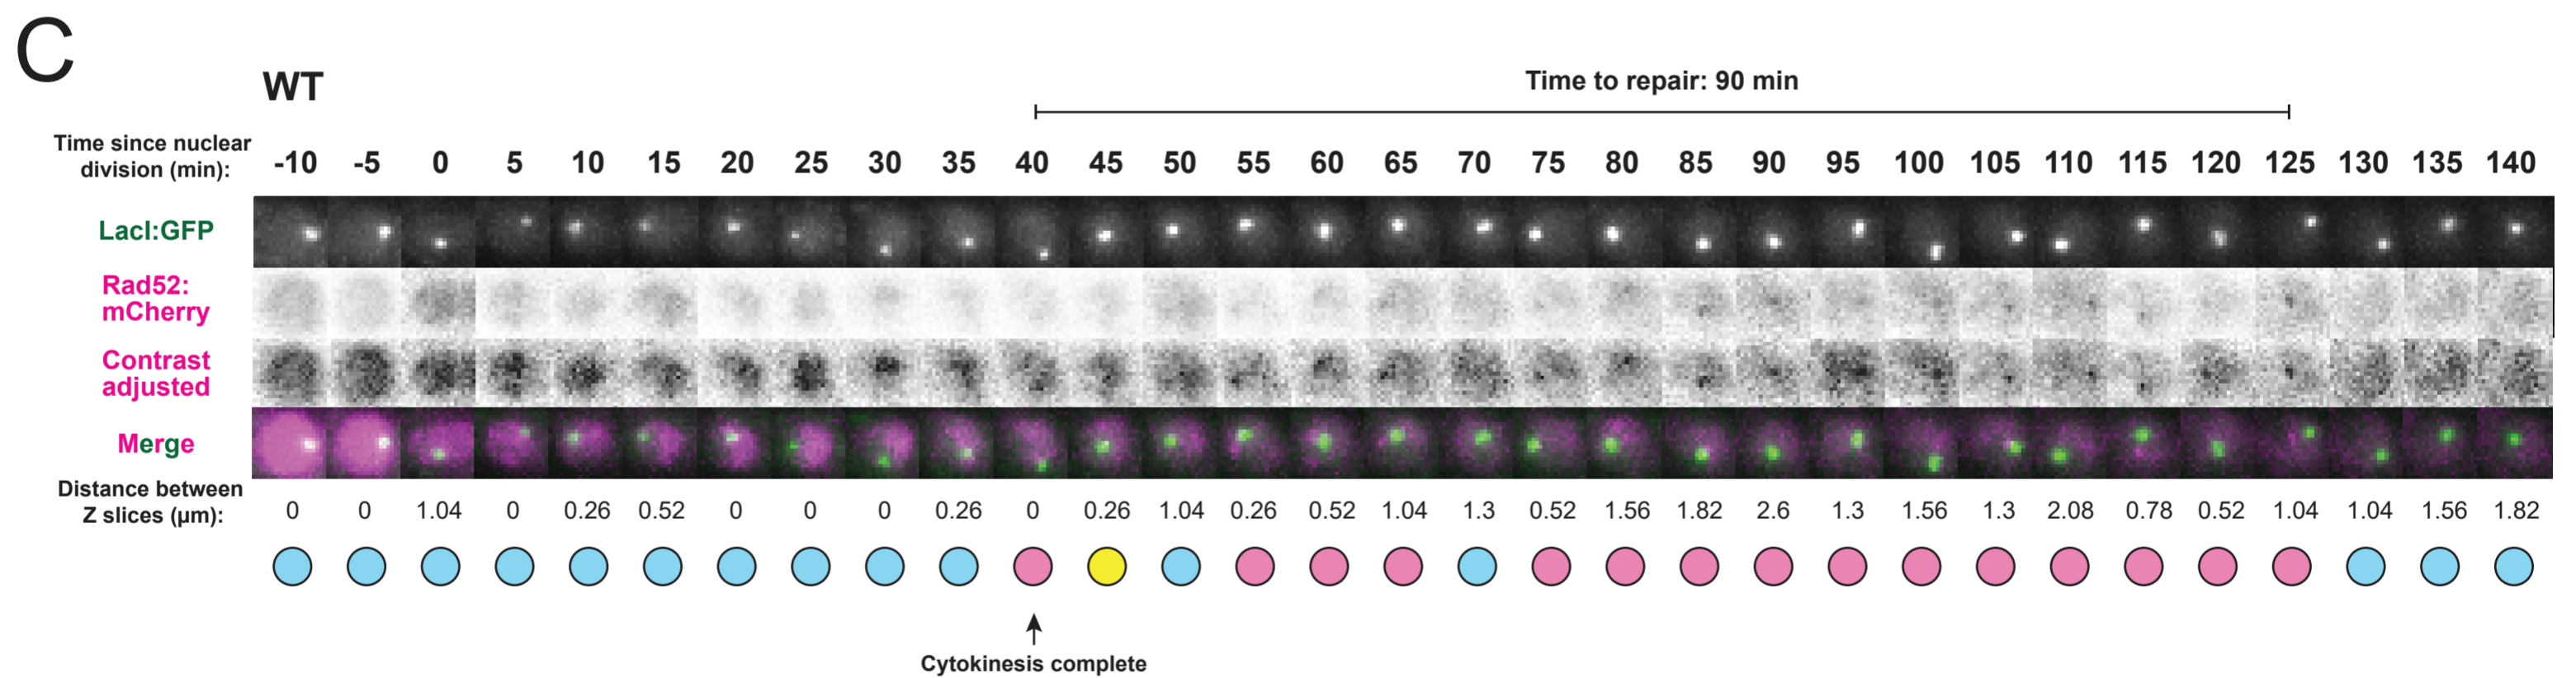 C
WT
Time to repair: 90 min
Time since nuclear
division (min):
-10 -5 0 5 10 15 20 25 30 35 40 45 50 55 60 65 70 75 80 85 90 95 100 105 110 115 120 125 130 135 140
LacI:GFP
Rad52:
mCherry
Contrast
adjusted
Merge
Distance between
Z slices (µm):
0 0 1.04 0 0.26 0.52 0 0 0 0.26 0 0.26 1.04 0.26 0.52 1.04 1.3 0.52 1.56 1.82 2.6 1.3 1.56 1.3 2.08 0.78 0.52 1.04 1.04 1.56 1.82
Cytokinesis complete